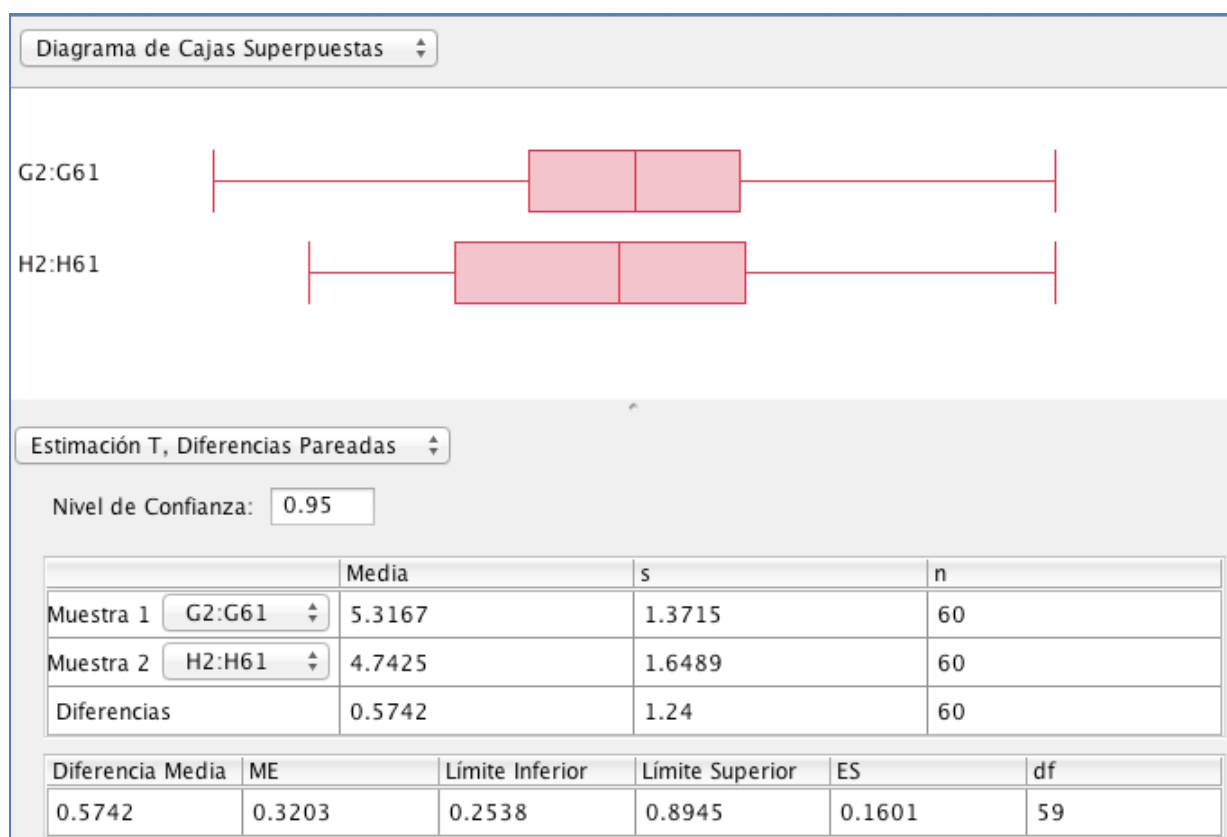 Diagrama de Cajas Superpuestas
G2:G61
H2:H61
Estimación T, Diferencias Pareadas
Nivel de Confianza: 0.95
Media s n
Muestra 1 G2:G61 5.3167 1.3715 60
Muestra 2 H2:H61 4.7425 1.6489 60
Diferencias 0.5742 1.24 60
Diferencia Media ME Límite Inferior Límite Superior ES df
0.5742 0.3203 0.2538 0.8945 0.1601 59